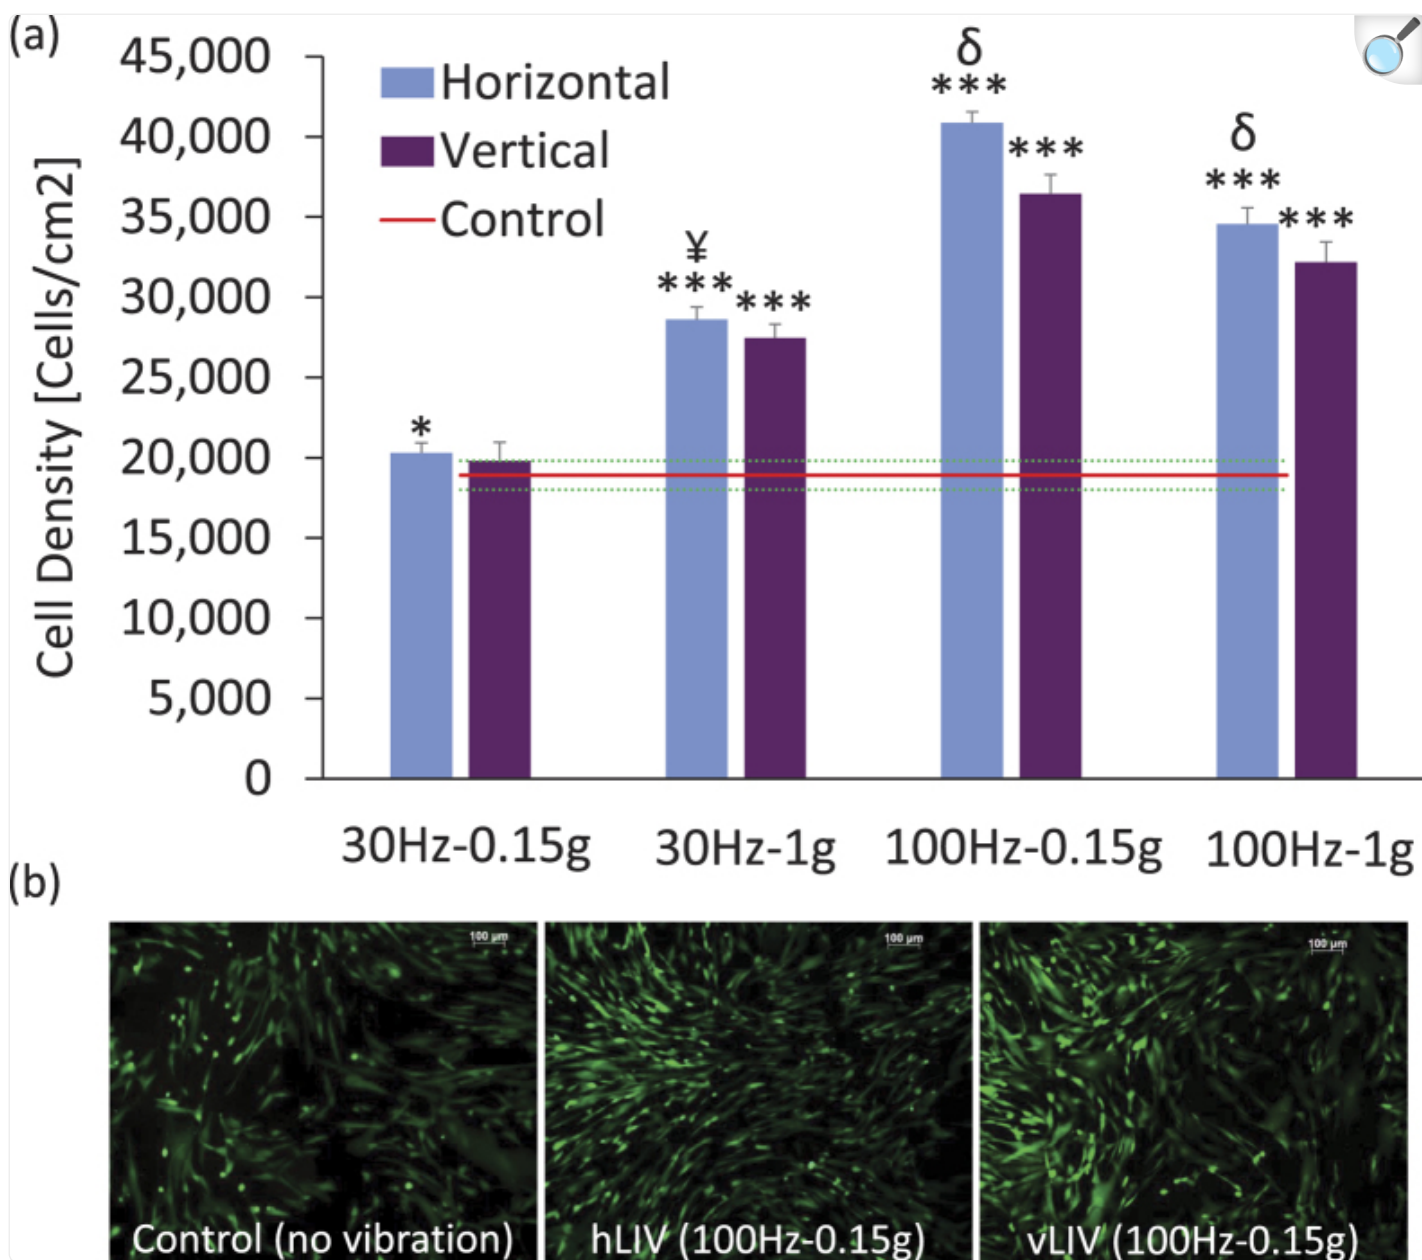 (a)
45,000
40,000
35,000
30,000
25,000
20,000
15,000
10,000
5,000
0
Cell Density [Cells/cm2]
Horizontal
Vertical
Control
*
¥
***
***
δ
***
***
δ
***
***
30Hz-0.15g 30Hz-1g 100Hz-0.15g 100Hz-1g
(b)
100 µm 100 µm 100 µm
Control (no vibration) hLIV (100Hz-0.15g) vLIV (100Hz-0.15g)